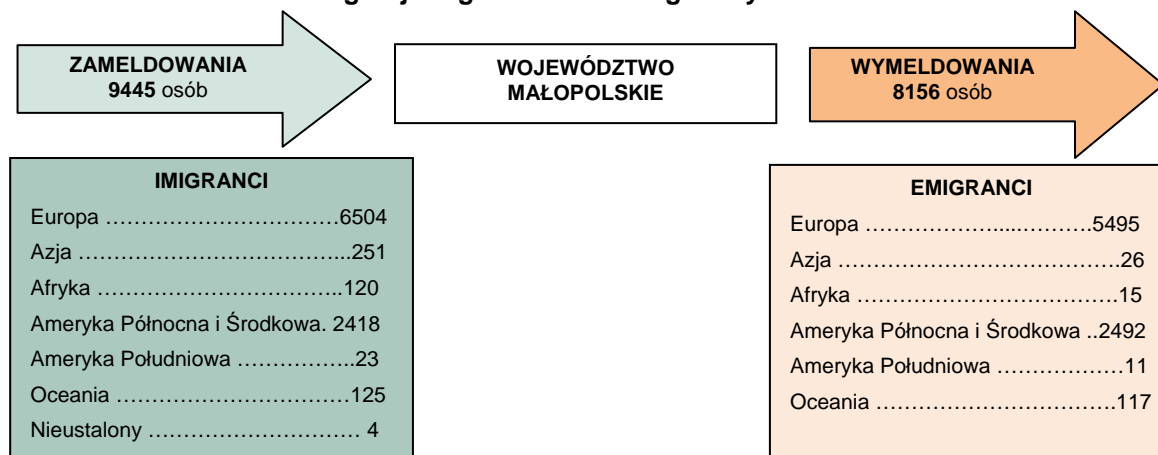 ZAMELDOWANIA
9445 osób
WOJEWÓDZTWO
MAŁOPOLSKIE
WYMELDOWANIA
8156 osób
IMIGRANCI
Europa ……………………………6504
Azja ………………………………...251
Afryka ……………………………..120
Ameryka Północna i Środkowa. 2418
Ameryka Południowa ……………..23
Oceania ……………………………125
Nieustalony ………………………… 4
EMIGRANCI
Europa ……………….....……….5495
Azja ………………………………….26
Afryka ……………………………….15
Ameryka Północna i Środkowa ..2492
Ameryka Południowa ………………11
Oceania …………………………….117